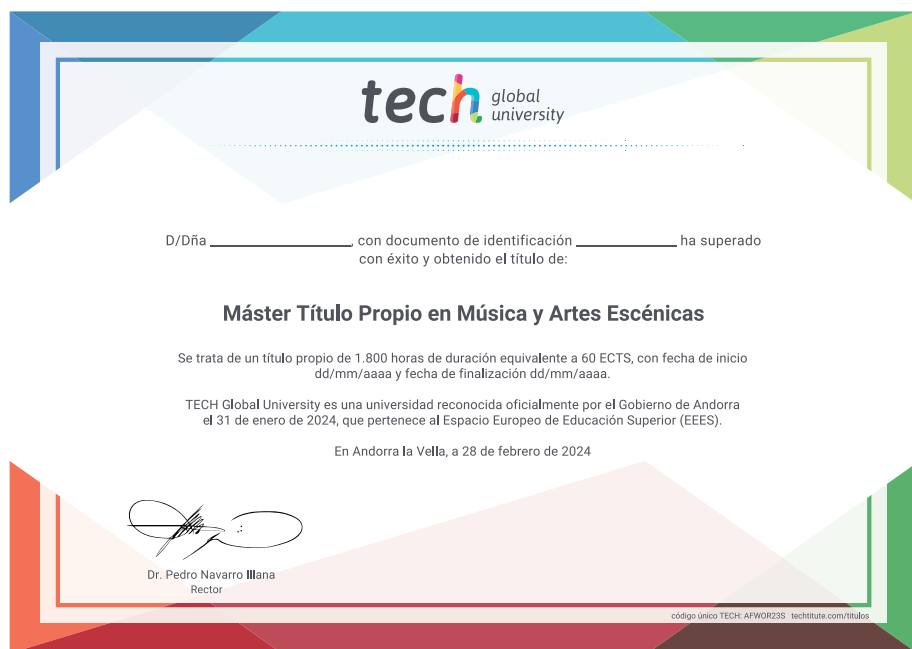 tech global university
D/Dña ____________________, con documento de identificación ______________ ha superado
con éxito y obtenido el título de:
Máster Título Propio en Música y Artes Escénicas
Se trata de un título propio de 1.800 horas de duración equivalente a 60 ECTS, con fecha de inicio
dd/mm/aaaa y fecha de finalización dd/mm/aaaa.
TECH Global University es una universidad reconocida oficialmente por el Gobierno de Andorra
el 31 de enero de 2024, que pertenece al Espacio Europeo de Educación Superior (EEES).
En Andorra la Vella, a 28 de febrero de 2024
Dr. Pedro Navarro Illana
Rector
código único TECH: AFWOR23S techtitute.com/titulos